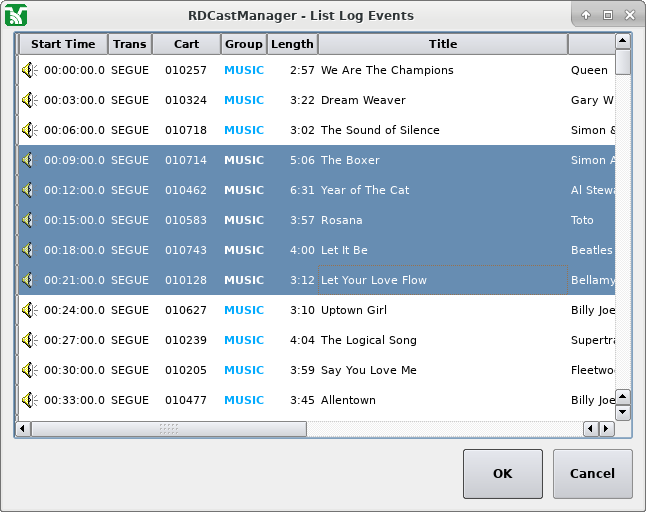 RDCastManager - List Log Events
Start Time Trans Cart Group Length Title
00:00:00.0 SEGUE 010257 MUSIC 2:57 We Are The Champions Queen
00:03:00.0 SEGUE 010324 MUSIC 3:22 Dream Weaver Gary W
00:06:00.0 SEGUE 010718 MUSIC 3:02 The Sound of Silence Simon &
00:09:00.0 SEGUE 010714 MUSIC 5:06 The Boxer Simon A
00:12:00.0 SEGUE 010462 MUSIC 6:31 Year of The Cat Al Stewa
00:15:00.0 SEGUE 010583 MUSIC 3:57 Rosana Toto
00:18:00.0 SEGUE 010743 MUSIC 4:00 Let It Be Beatles
00:21:00.0 SEGUE 010128 MUSIC 3:12 Let Your Love Flow Bellamy
00:24:00.0 SEGUE 010627 MUSIC 3:10 Uptown Girl Billy Joe
00:27:00.0 SEGUE 010239 MUSIC 4:04 The Logical Song Supertra
00:30:00.0 SEGUE 010205 MUSIC 3:59 Say You Love Me Fleetwo
00:33:00.0 SEGUE 010477 MUSIC 3:45 Allentown Billy Joe
OK Cancel